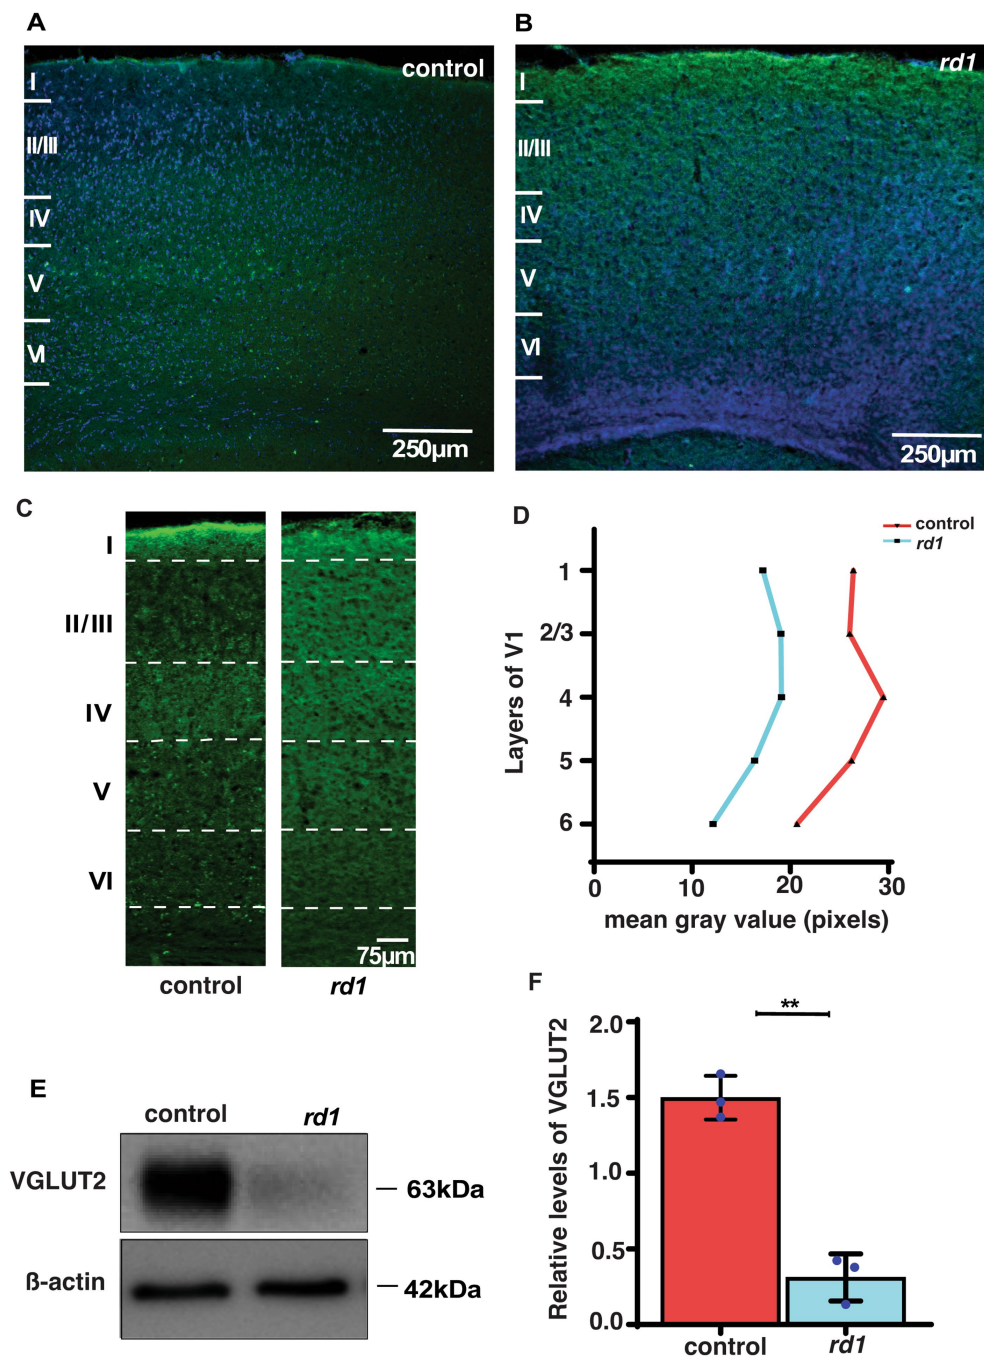 A
B
control
rd1
I
II/III
IV
V
VI
250µm
I
II/III
IV
V
VI
250µm
C
I
II/III
IV
V
VI
75µm
control
rd1
D
control
rd1
Layers of V1
1
2/3
4
5
6
0
10
20
30
mean gray value (pixels)
E
control
rd1
VGLUT2
63kDa
ß-actin
42kDa
F
**
Relative levels of VGLUT2
2.0
1.5
1.0
0.5
0.0
control
rd1